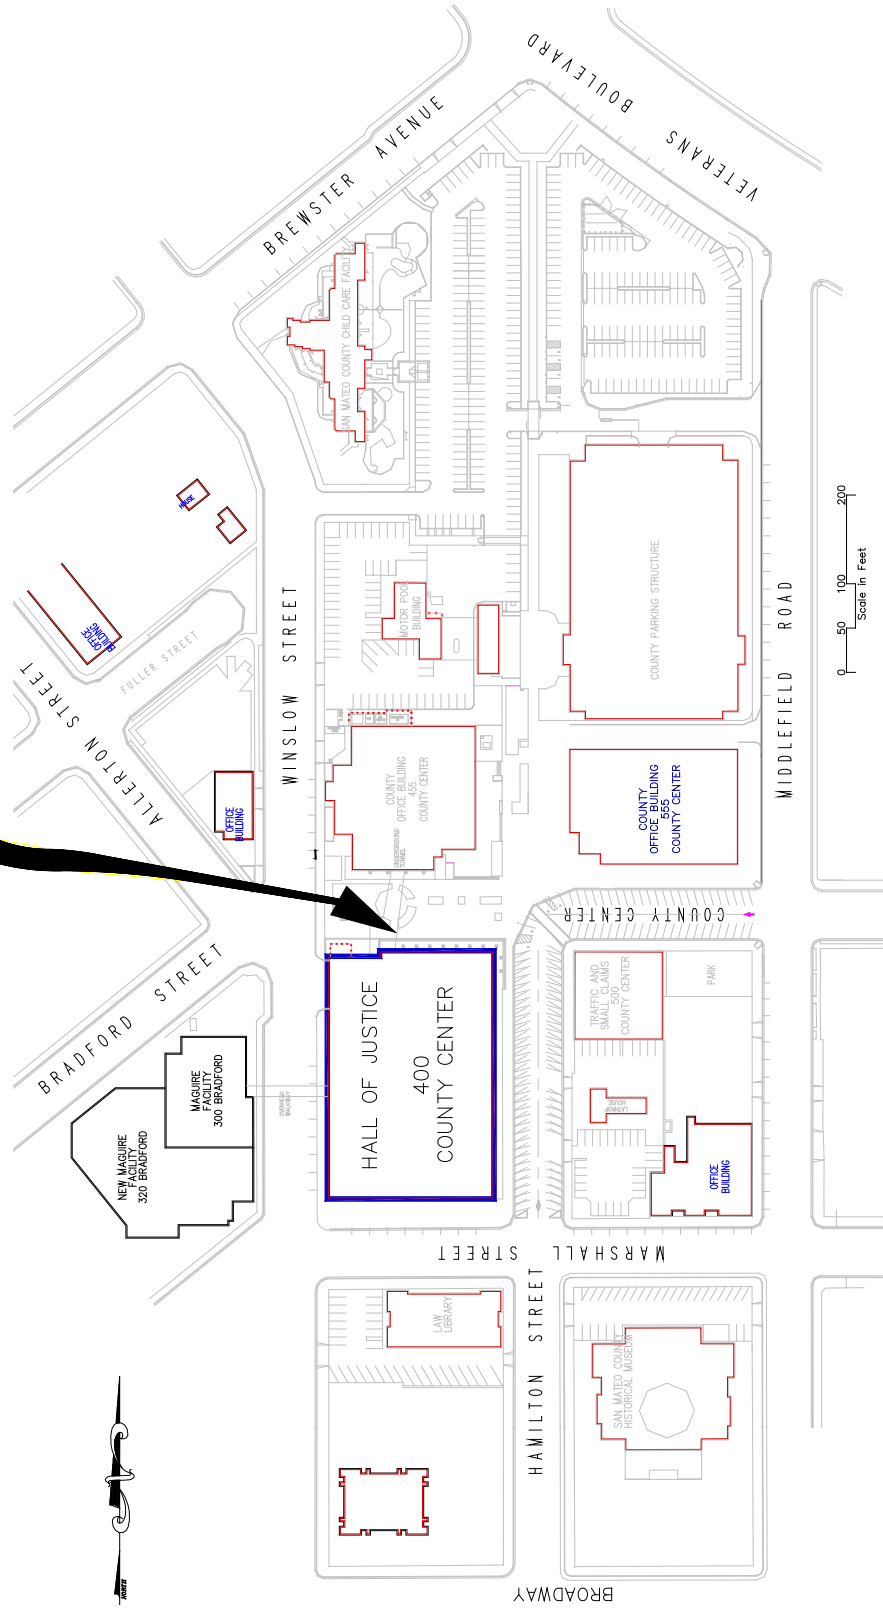 VETERANS BOULEVARD
BREWSTER AVENUE
SAN MATEO COUNTY CHILD CARE FACILITY
HOUSE
OFFICE
BUILDING
FULLER STREET
ALLERTON STREET
WINSLOW STREET
MOTOR POOL
BUILDING
COUNTY PARKING STRUCTURE
MIDDLEFIELD ROAD
0 50 100 200
Scale in Feet
OFFICE
BUILDING
COUNTY
OFFICE BUILDING
455
COUNTY CENTER
UNDERGROUND
TUNNEL
COUNTY
OFFICE BUILDING
555
COUNTY CENTER
COUNTY CENTER
BRADFORD STREET
MAGUIRE
FACILITY
300 BRADFORD
NEW MAGUIRE
FACILITY
320 BRADFORD
OVERHEAD
WALKWAY
HALL OF JUSTICE
400
COUNTY CENTER
TRAFFIC AND
SMALL CLAIMS
500
COUNTY CENTER
PARK
LATHROP
HOUSE
OFFICE
BUILDING
MARSHALL STREET
HAMILTON STREET
LAW
LIBRARY
SAN MATEO COUNTY
HISTORICAL MUSEUM
BROADWAY
NORTH